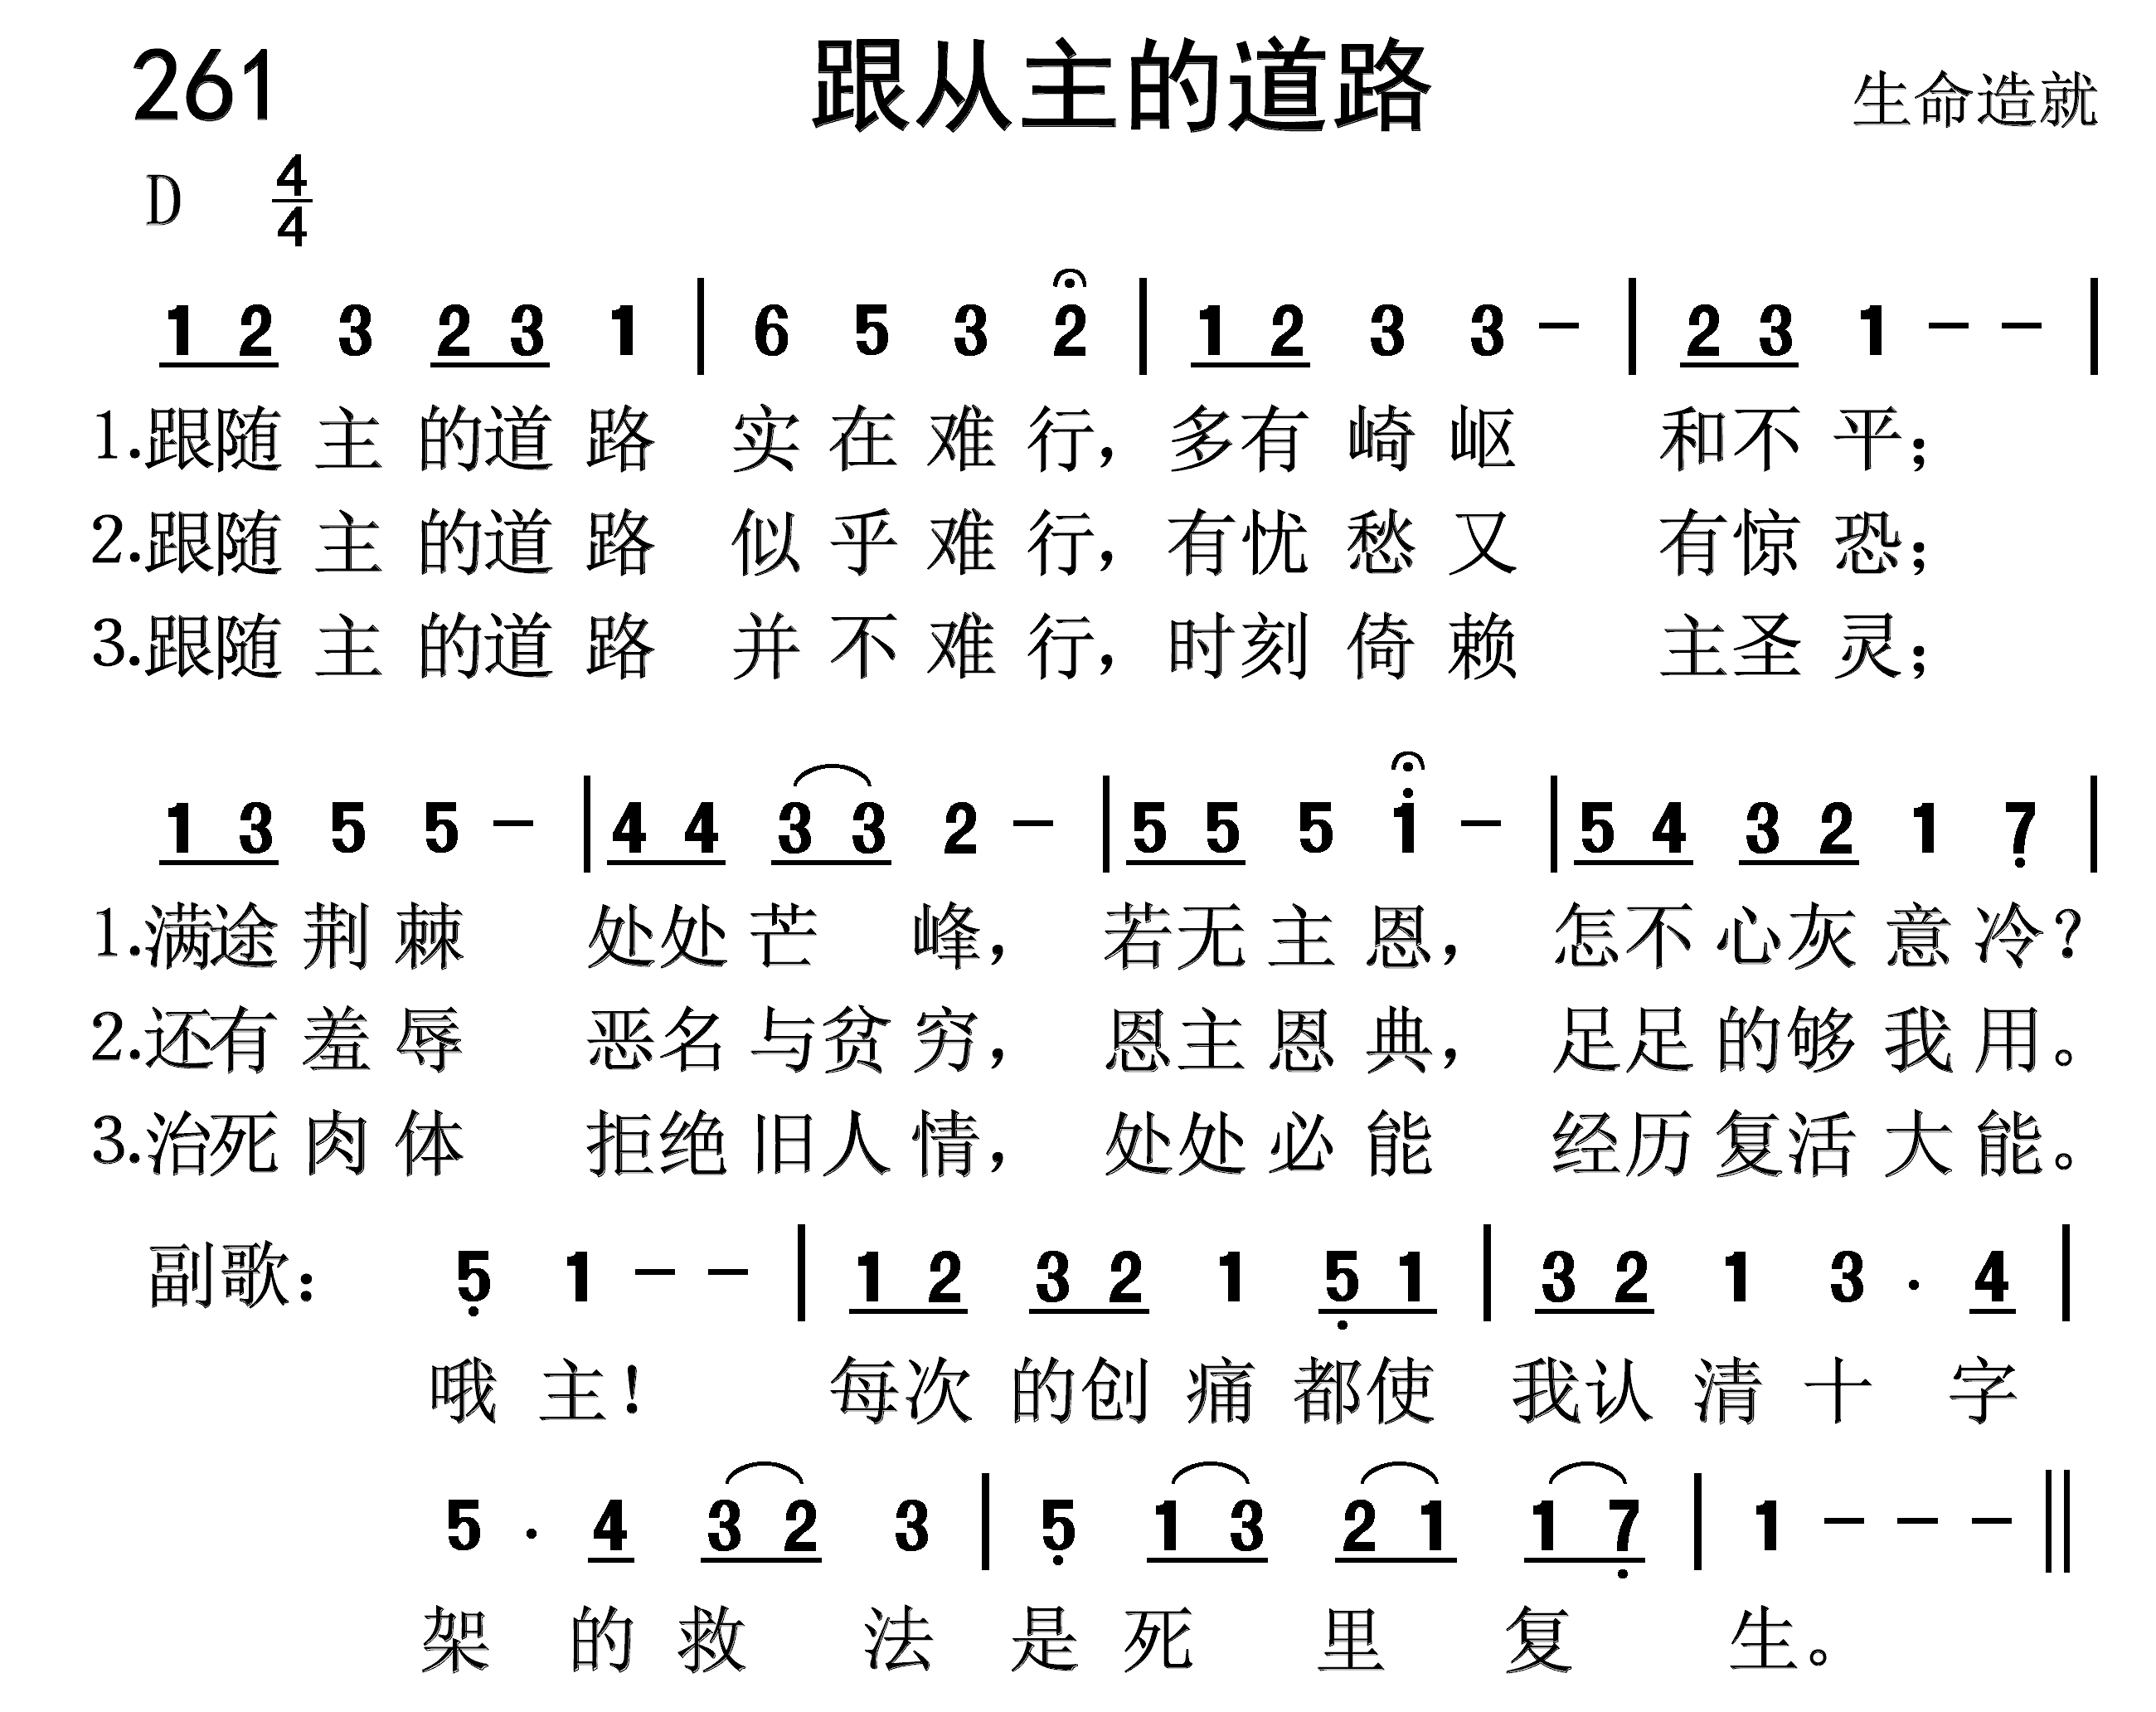 261 跟从主的道路 生命造就
D 4/4
1 2 3 2 3 1 | 6 5 3 2 | 1 2 3 3 – | 2 3 1 – – |
1.跟随主的道路 实在难行，多有崎岖 和不平；
2.跟随主的道路 似乎难行，有忧愁又 有惊恐；
3.跟随主的道路 并不难行，时刻倚赖 主圣灵；
1 3 5 5 – | 4 4 3 3 2 – | 5 5 5 1 – | 5 4 3 2 1 7 |
1.满途荆棘 处处芒峰，若无主恩，怎不心灰意冷？
2.还有羞辱 恶名与贫穷，恩主恩典，足足的够我用。
3.治死肉体 拒绝旧人情，处处必能 经历复活大能。
副歌： 5 1 – – | 1 2 3 2 1 5 1 | 3 2 1 3 · 4 |
哦主！ 每次的创痛都使 我认清十字
5 · 4 3 2 3 | 5 1 3 2 1 1 7 | 1 – – – ‖
架的救法是死里复生。